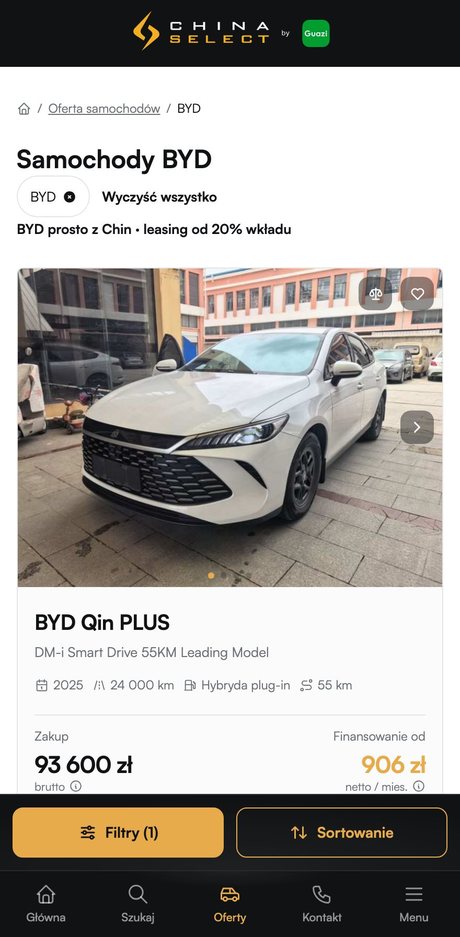 CHINA
SELECT
by
Guazi
/ Oferta samochodów / BYD
Samochody BYD
BYD
Wyczyść wszystko
BYD prosto z Chin · leasing od 20% wkładu
BYD Qin PLUS
DM-i Smart Drive 55KM Leading Model
2025 24 000 km Hybryda plug-in 55 km
Zakup
Finansowanie od
93 600 zł
906 zł
brutto
netto / mies.
Filtry (1)
Sortowanie
Główna
Szukaj
Oferty
Kontakt
Menu